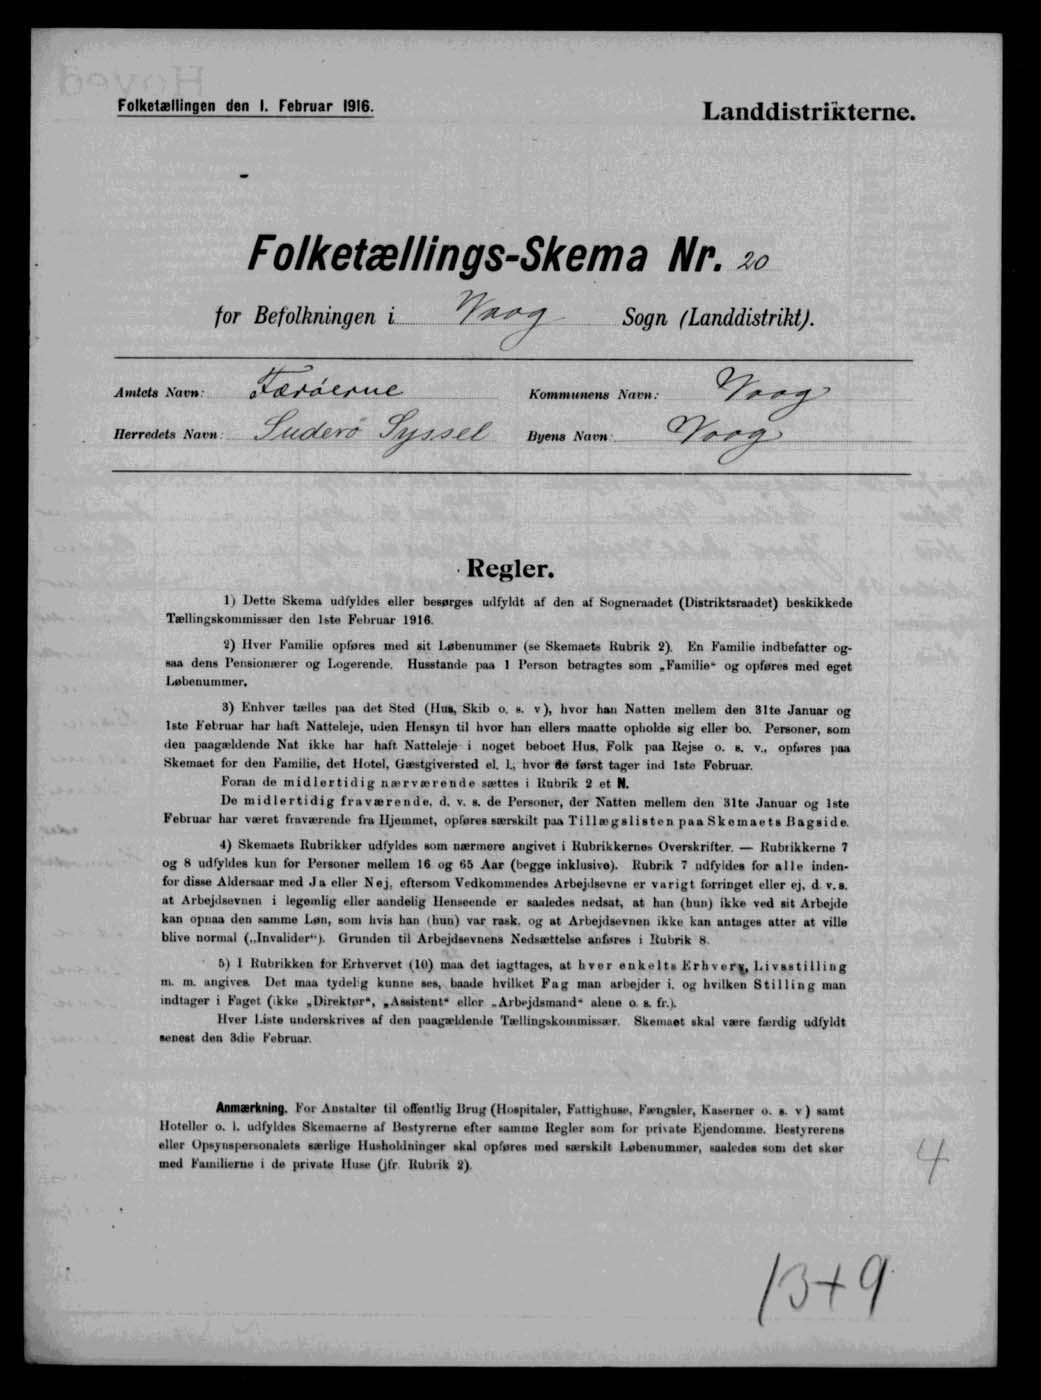 Folketællingen den 1. Februar 1916.
Landdistrikterne.
Folketællings-Skema Nr. 20
for Befolkningen i Vaag Sogn (Landdistrikt).
Amtets Navn: Færöerne
Kommunens Navn: Vaag
Herredets Navn: Suderø Syssel
Byens Navn: Vaag
Regler.
1) Dette Skema udfyldes eller besørges udfyldt af den af Sogneraadet (Distriktsraadet) beskikkede
Tællingskommissær den 1ste Februar 1916.
2) Hver Familie opføres med sit Løbenummer (se Skemaets Rubrik 2). En Familie indbefatter og-
saa dens Pensionærer og Logerende. Husstande paa 1 Person betragtes som „Familie“ og opføres med eget
Løbenummer.
3) Enhver tælles paa det Sted (Hus, Skib o. s. v), hvor han Natten mellem den 31te Januar og
1ste Februar har haft Natteleje, uden Hensyn til hvor han ellers maatte opholde sig eller bo. Personer, som
den paagældende Nat ikke har haft Natteleje i noget beboet Hus, Folk paa Rejse o. s. v., opføres paa
Skemaet for den Familie, det Hotel, Gæstgiversted el. l., hvor de først tager ind 1ste Februar.
Foran de midlertidig nærværende sættes i Rubrik 2 et N.
De midlertidig fraværende, d. v. s. de Personer, der Natten mellem den 31te Januar og 1ste
Februar har været fraværende fra Hjemmet, opføres særskilt paa Tillægslisten paa Skemaets Bagside.
4) Skemaets Rubrikker udfyldes som nærmere angivet i Rubrikkernes Overskrifter. — Rubrikkerne 7
og 8 udfyldes kun for Personer mellem 16 og 65 Aar (begge inklusive). Rubrik 7 udfyldes for alle inden-
for disse Aldersaar med Ja eller Nej, eftersom Vedkommendes Arbejdsevne er varigt forringet eller ej, d. v. s.
at Arbejdsevnen i legemlig eller aandelig Henseende er saaledes nedsat, at han (hun) ikke ved sit Arbejde
kan opnaa den samme Løn, som hvis han (hun) var rask, og at Arbejdsevnen ikke kan antages atter at ville
blive normal („Invalider“). Grunden til Arbejdsevnens Nedsættelse anføres i Rubrik 8.
5) I Rubrikken for Erhvervet (10) maa det iagttages, at hver enkelts Erhverv, Livsstilling
m. m. angives. Det maa tydelig kunne ses, baade hvilket Fag man arbejder i, og hvilken Stilling man
indtager i Faget (ikke „Direktør“, „Assistent“ eller „Arbejdsmand“ alene o. s. fr.).
Hver Liste underskrives af den paagældende Tællingskommissær. Skemaet skal være færdig udfyldt
senest den 3die Februar.
Anmærkning. For Anstalter til offentlig Brug (Hospitaler, Fattighuse, Fængsler, Kaserner o. s. v) samt
Hoteller o. l. udfyldes Skemaerne af Bestyrerne efter samme Regler som for private Ejendomme. Bestyrerens
eller Opsynspersonalets særlige Husholdninger skal opføres med særskilt Løbenummer, saaledes som det sker
med Familierne i de private Huse (jfr. Rubrik 2).
4
13+9